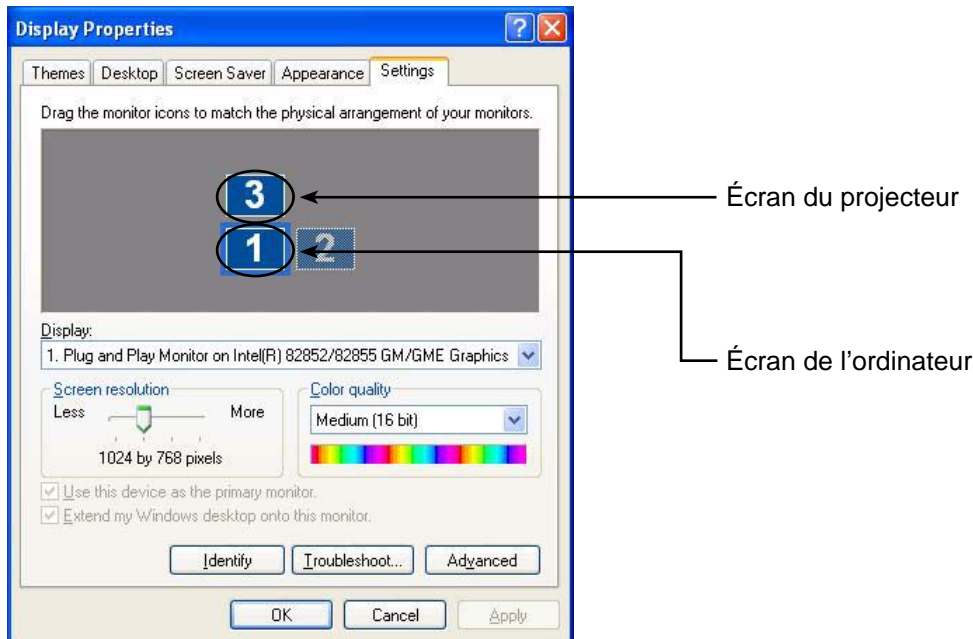 Display Properties
Themes Desktop Screen Saver Appearance Settings
Drag the monitor icons to match the physical arrangement of your monitors.
3
Écran du projecteur
1 2
Display:
1. Plug and Play Monitor on Intel(R) 82852/82855 GM/GME Graphics
Écran de l'ordinateur
Screen resolution
Less More
1024 by 768 pixels
Color quality
Medium (16 bit)
Use this device as the primary monitor.
Extend my Windows desktop onto this monitor.
Identify Troubleshoot... Advanced
OK Cancel Apply